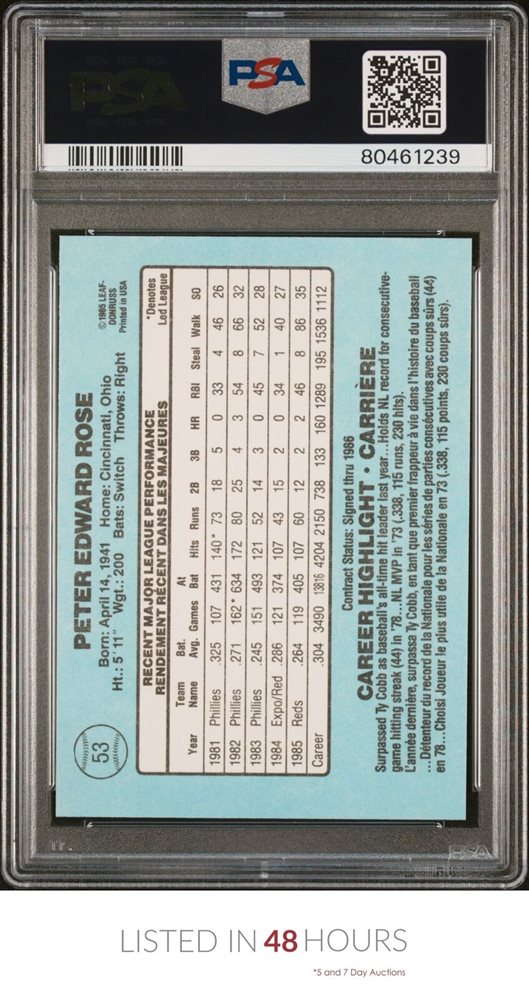 PSA
PSA
80461239
53
PETER EDWARD ROSE
Born: April 14, 1941 Home: Cincinnati, Ohio
Ht.: 5' 11" Wgt.: 200 Bats: Switch Throws: Right
© 1985 LEAF-
DONRUSS
Printed in USA
RECENT MAJOR LEAGUE PERFORMANCE
RENDEMENT RÉCENT DANS LES MAJEURES
*Denotes
Led League
Year Team Name Bat. Avg. Games At Bat Hits Runs 2B 3B HR RBI Steal Walk SO
1981 Phillies .325 107 431 140* 73 18 5 0 33 4 46 26
1982 Phillies .271 162* 634 172 80 25 4 3 54 8 66 32
1983 Phillies .245 151 493 121 52 14 3 0 45 7 52 28
1984 Expo/Red .286 121 374 107 43 15 2 0 34 1 40 27
1985 Reds .264 119 405 107 60 12 2 2 46 8 86 35
Career .304 3490 13816 4204 2150 738 133 160 1289 195 1536 1112
Contract Status: Signed thru 1986
CAREER HIGHLIGHT • CARRIÈRE
Surpassed Ty Cobb as baseball's all-time hit leader last year...Holds NL record for consecutive-
game hitting streak (44) in '78...NL MVP in '73 (.338, 115 runs, 230 hits).
L'année dernière, surpassa Ty Cobb, en tant que premier frappeur à vie dans l'histoire du baseball
...Détenteur du record de la Nationale pour les séries de parties consécutives avec coups sûrs (44)
en 78...Choisi Joueur le plus utile de la Nationale en 73 (.338, 115 points, 230 coups sûrs).
PSA
LISTED IN 48 HOURS
*5 and 7 Day Auctions